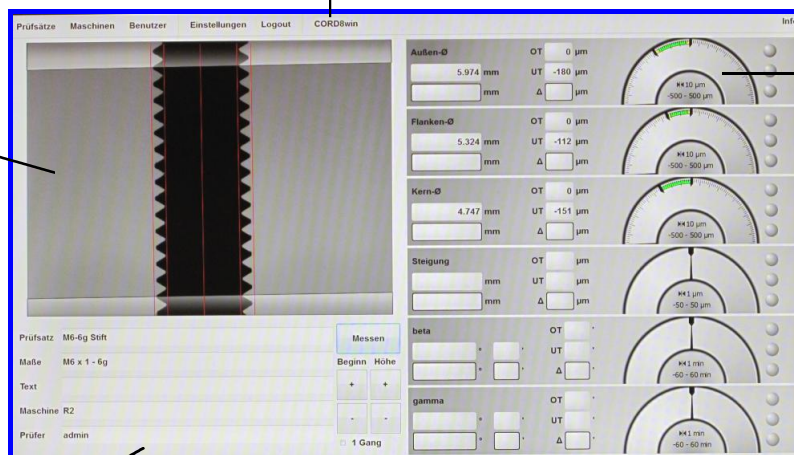 Prüfsätze Maschinen Benutzer Einstellungen Logout CORD8win Info
Außen-Ø OT 0 µm
5.974 mm UT -180 µm
mm Δ µm
10 µm
-500 - 500 µm
Flanken-Ø OT 0 µm
5.324 mm UT -112 µm
mm Δ µm
10 µm
-500 - 500 µm
Kern-Ø OT 0 µm
4.747 mm UT -151 µm
mm Δ µm
10 µm
-500 - 500 µm
Steigung OT µm
mm UT µm
mm Δ µm
1 µm
-50 - 50 µm
beta OT '
° ' UT '
° ' Δ '
1 min
-60 - 60 min
gamma OT '
° ' UT '
° ' Δ '
1 min
-60 - 60 min
Prüfsatz M6-6g Stift
Messen
Maße M6 x 1 - 6g
Beginn Höhe
Text
+ +
Maschine R2
- -
Prüfer admin
1 Gang